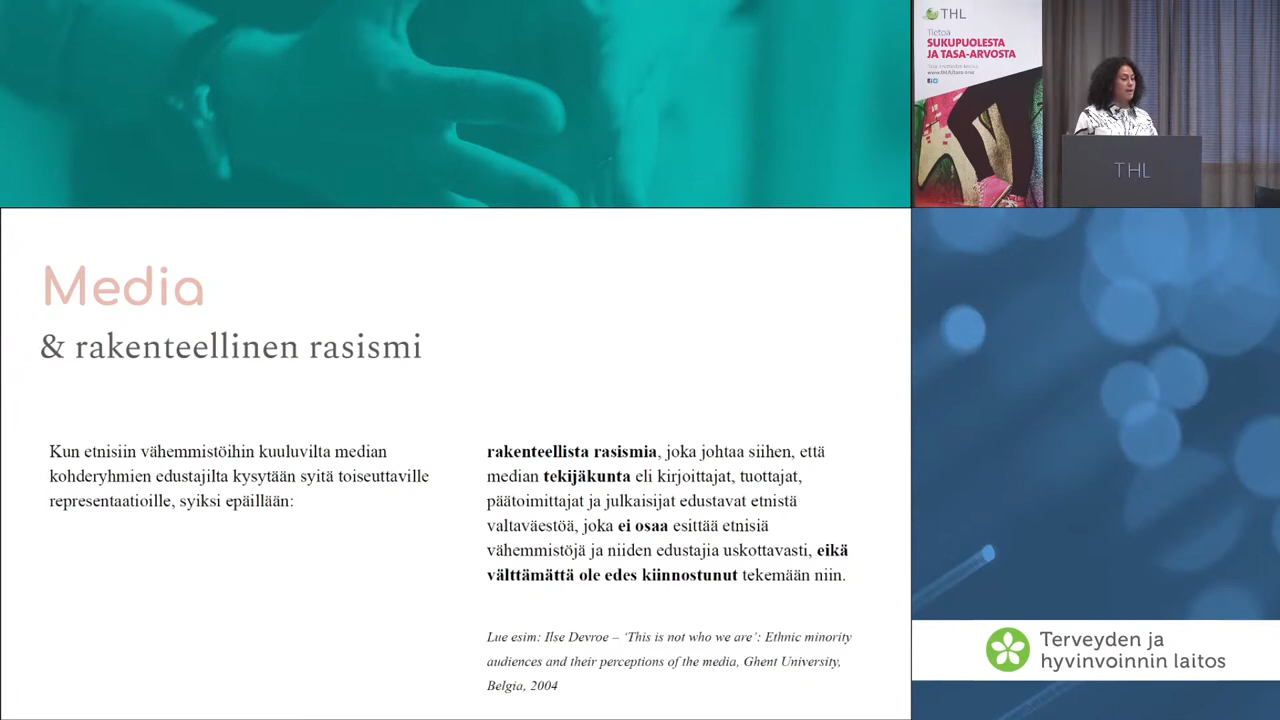 Media
& rakenteellinen rasismi
Kun etnisiin vähemmistöihin kuuluvilta median
kohderyhmien edustajilta kysytään syitä toiseuttaville
representaatioille, syiksi epäillään:
rakenteellista rasismia, joka johtaa siihen, että
median tekijäkunta eli kirjoittajat, tuottajat,
päätoimittajat ja julkaisijat edustavat etnistä
valtaväestöä, joka ei osaa esittää etnisiä
vähemmistöjä ja niiden edustajia uskottavasti, eikä
välttämättä ole edes kiinnostunut tekemään niin.
Lue esim: Ilse Devroe – ‘This is not who we are’: Ethnic minority
audiences and their perceptions of the media, Ghent University,
Belgia, 2004
THL
Tietoa
SUKUPUOLESTA
JA TASA-ARVOSTA
THL
Terveyden ja
hyvinvoinnin laitos